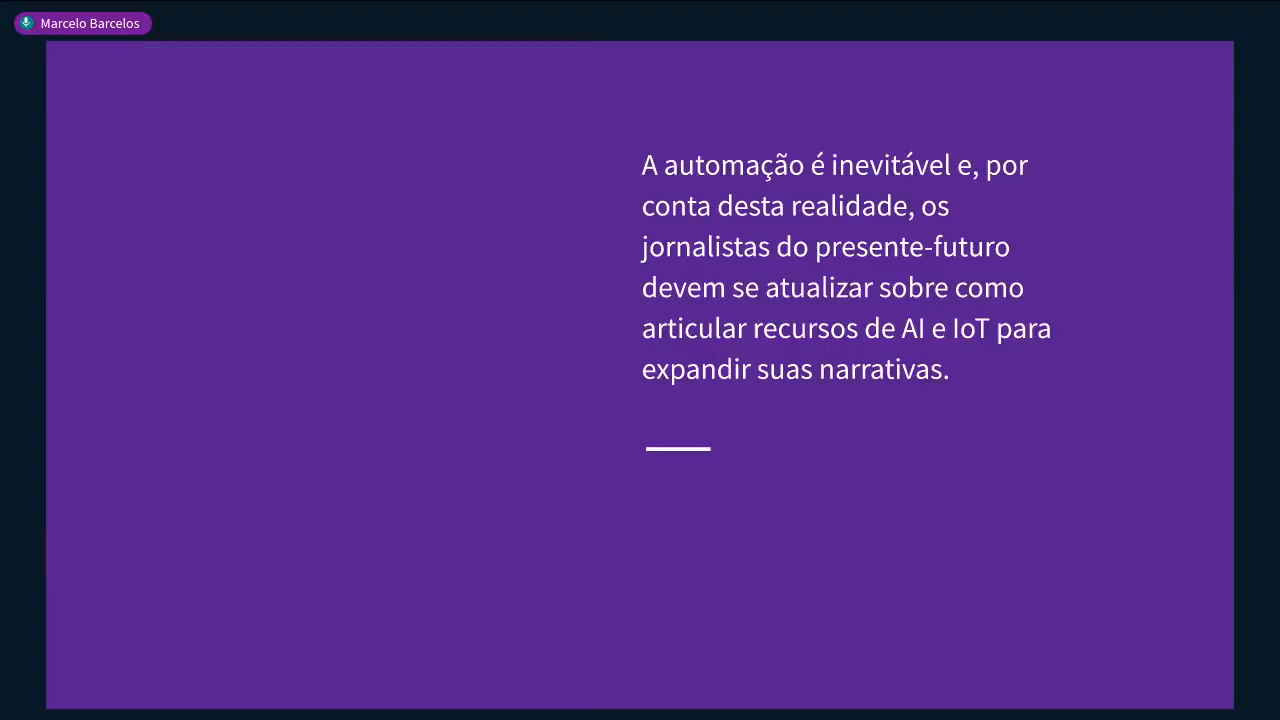 Marcelo Barcelos
A automação é inevitável e, por
conta desta realidade, os
jornalistas do presente-futuro
devem se atualizar sobre como
articular recursos de AI e IoT para
expandir suas narrativas.